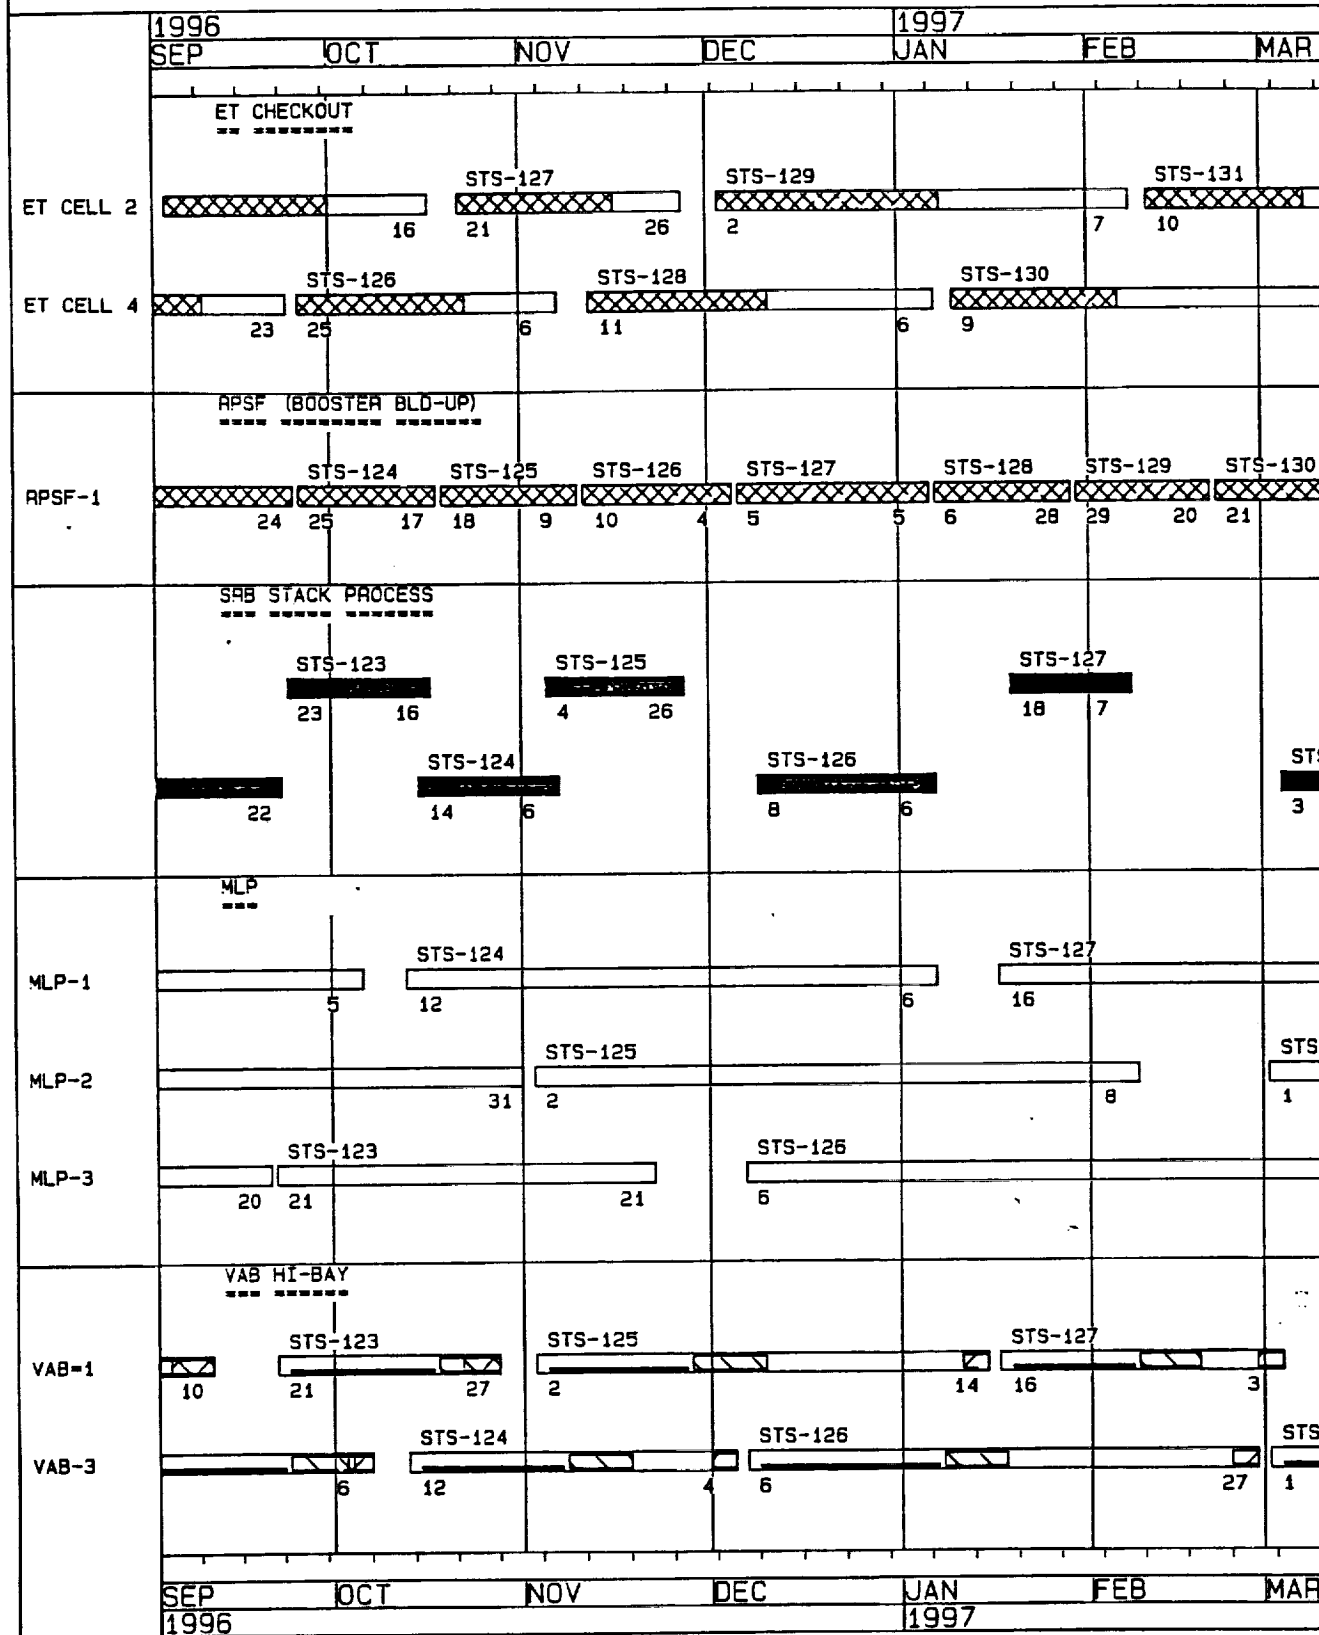 1996 1997
SEP OCT NOV DEC JAN FEB MAR
ET CHECKOUT
STS-127 STS-129 STS-131
ET CELL 2
16 21 26 2 7 10
STS-126 STS-128 STS-130
ET CELL 4
23 25 6 11 6 9
RPSF (BOOSTER BLD-UP)
STS-124 STS-125 STS-126 STS-127 STS-128 STS-129 STS-130
RPSF-1
24 25 17 18 9 10 4 5 5 6 28 29 20 21
SRB STACK PROCESS
STS-123 STS-125 STS-127
23 16 4 26 18 7
STS-124 STS-126 STS
22 14 6 8 6 3
MLP
STS-124 STS-127
MLP-1
5 12 6 16
STS-125 STS
MLP-2
31 2 8 1
STS-123 STS-126
MLP-3
20 21 21 6
VAB HI-BAY
STS-123 STS-125 STS-127
VAB=1
10 21 27 2 14 16 3
STS-124 STS-126 STS
VAB-3
6 12 4 6 27 1
SEP OCT NOV DEC JAN FEB MAR
1996 1997